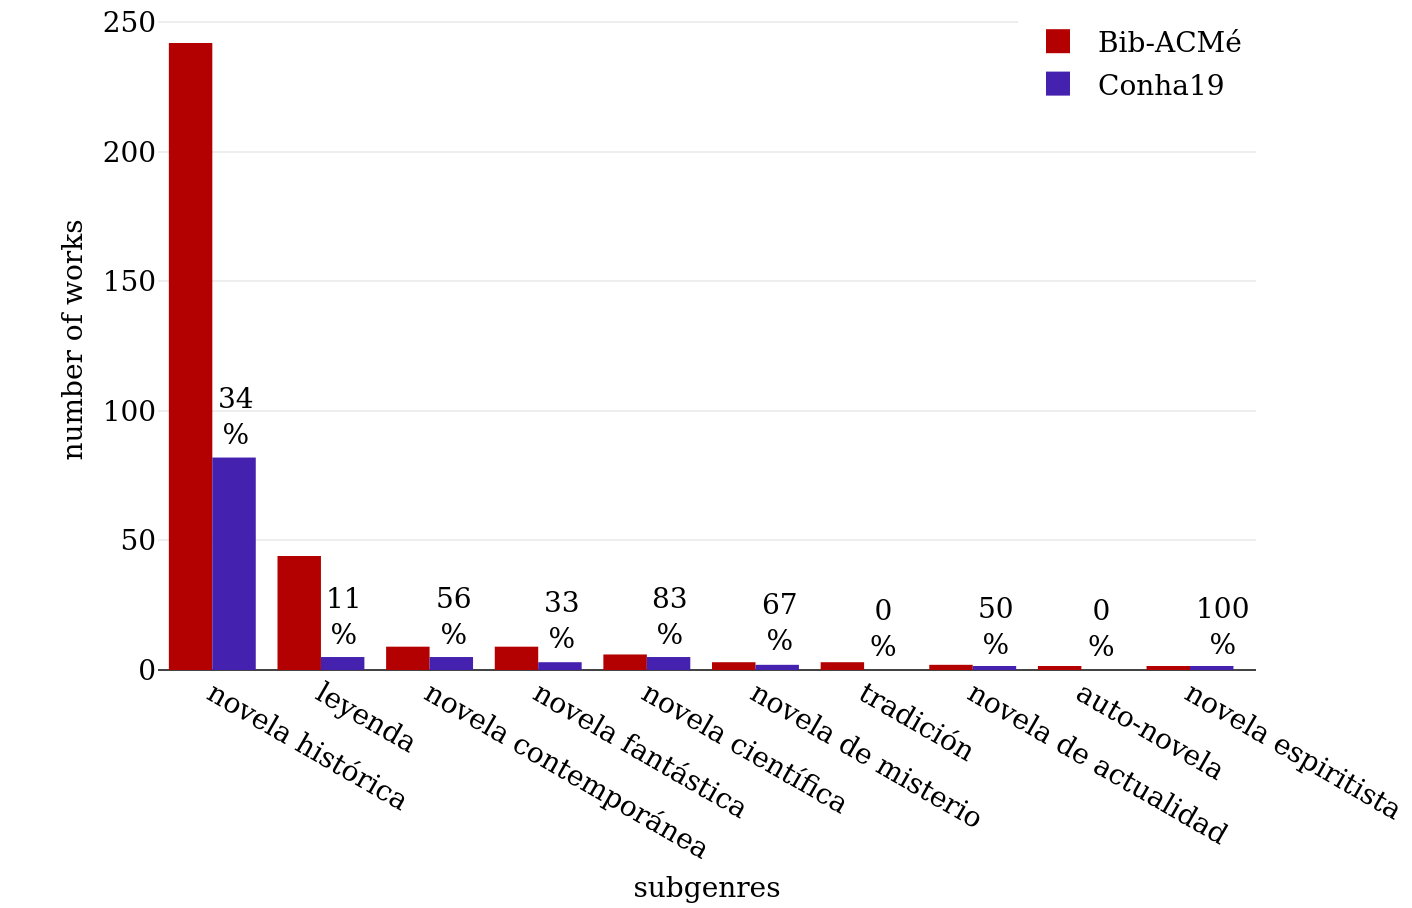 250
200
150
100
50
0
number of works
Bib-ACMé
Conha19
34
%
11
%
56
%
33
%
83
%
67
%
0
%
50
%
0
%
100
%
novela histórica
leyenda
novela contemporánea
novela fantástica
novela científica
novela de misterio
tradición
novela de actualidad
auto-novela
novela espiritista
subgenres